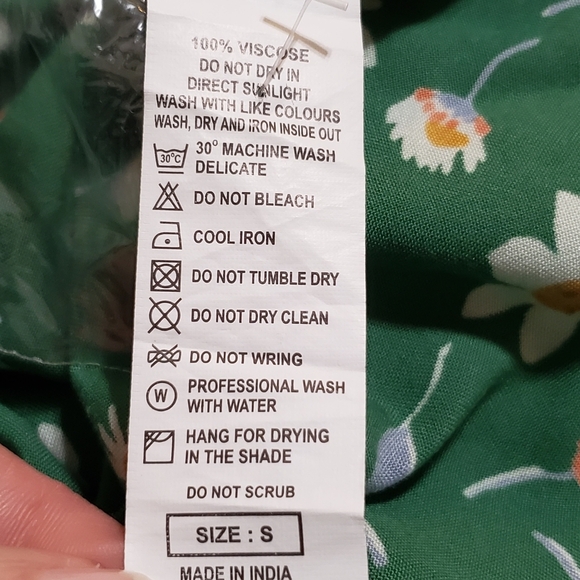 100% VISCOSE
DO NOT DRY IN
DIRECT SUNLIGHT
WASH WITH LIKE COLOURS
WASH, DRY AND IRON INSIDE OUT
30°C
30° MACHINE WASH
DELICATE
DO NOT BLEACH
COOL IRON
DO NOT TUMBLE DRY
DO NOT DRY CLEAN
DO NOT WRING
W
PROFESSIONAL WASH
WITH WATER
HANG FOR DRYING
IN THE SHADE
DO NOT SCRUB
SIZE : S
MADE IN INDIA